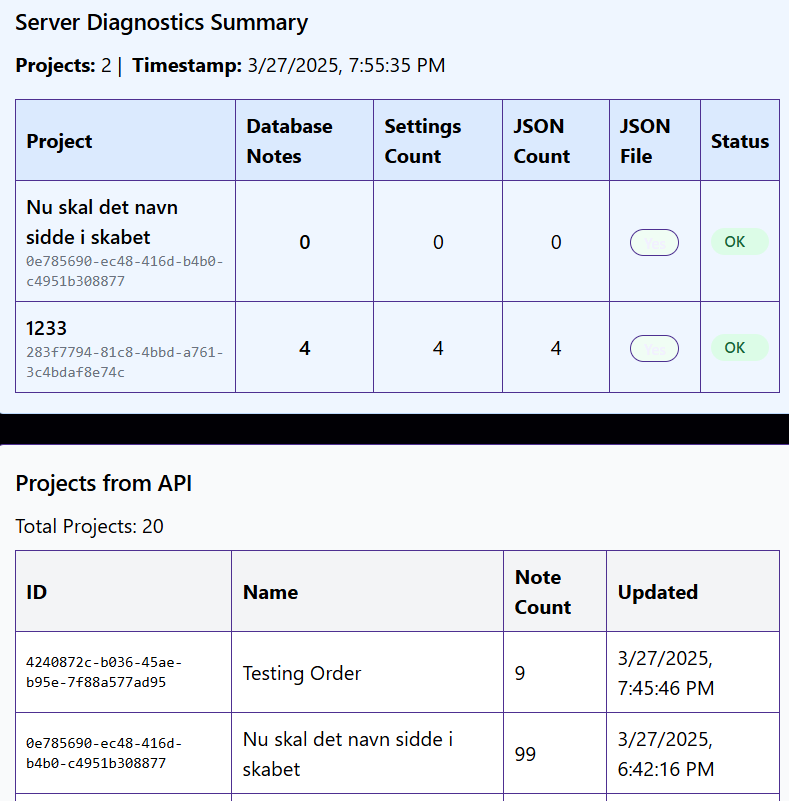 Server Diagnostics Summary
Projects: 2 | Timestamp: 3/27/2025, 7:55:35 PM
Project
Database
Notes
Settings
Count
JSON
Count
JSON
File
Status
Nu skal det navn
sidde i skabet
0e785690-ec48-416d-b4b0-
c4951b308877
0
0
0
Yes
OK
1233
283f7794-81c8-4bbd-a761-
3c4bdaf8e74c
4
4
4
Yes
OK
Projects from API
Total Projects: 20
ID
Name
Note
Count
Updated
4240872c-b036-45ae-
b95e-7f88a577ad95
Testing Order
9
3/27/2025,
7:45:46 PM
0e785690-ec48-416d-
b4b0-c4951b308877
Nu skal det navn sidde i
skabet
99
3/27/2025,
6:42:16 PM